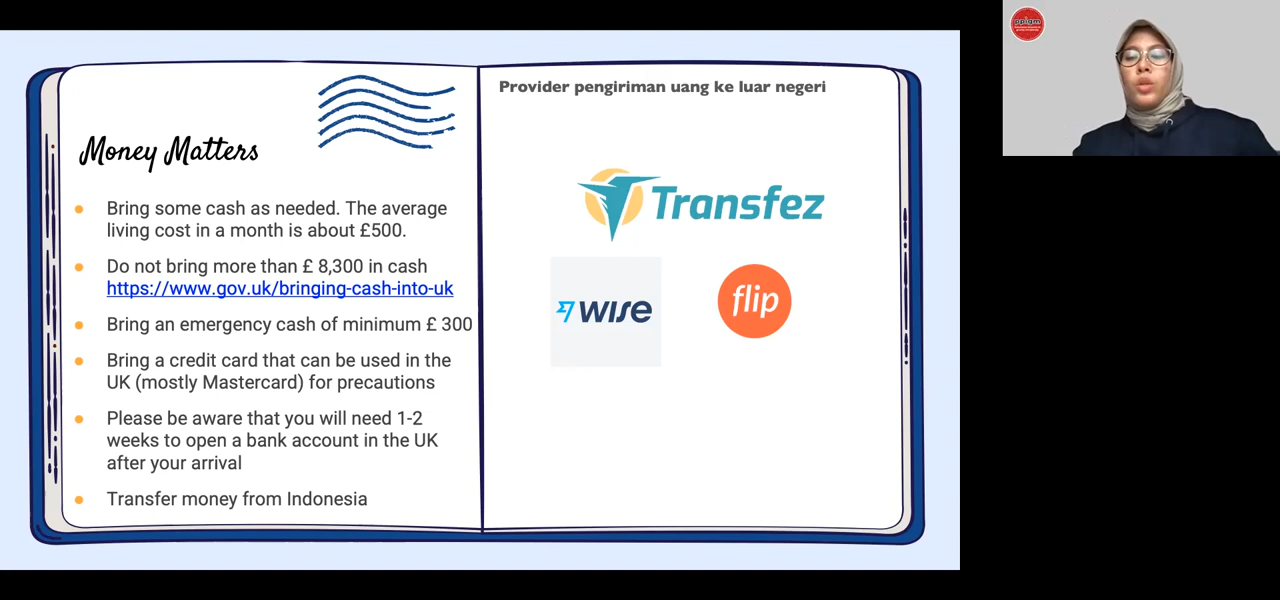 Money Matters
Bring some cash as needed. The average
living cost in a month is about £500.
Do not bring more than £ 8,300 in cash
https://www.gov.uk/bringing-cash-into-uk
Bring an emergency cash of minimum £ 300
Bring a credit card that can be used in the
UK (mostly Mastercard) for precautions
Please be aware that you will need 1-2
weeks to open a bank account in the UK
after your arrival
Transfer money from Indonesia
Provider pengiriman uang ke luar negeri
Transfez
wise
flip
ppigm